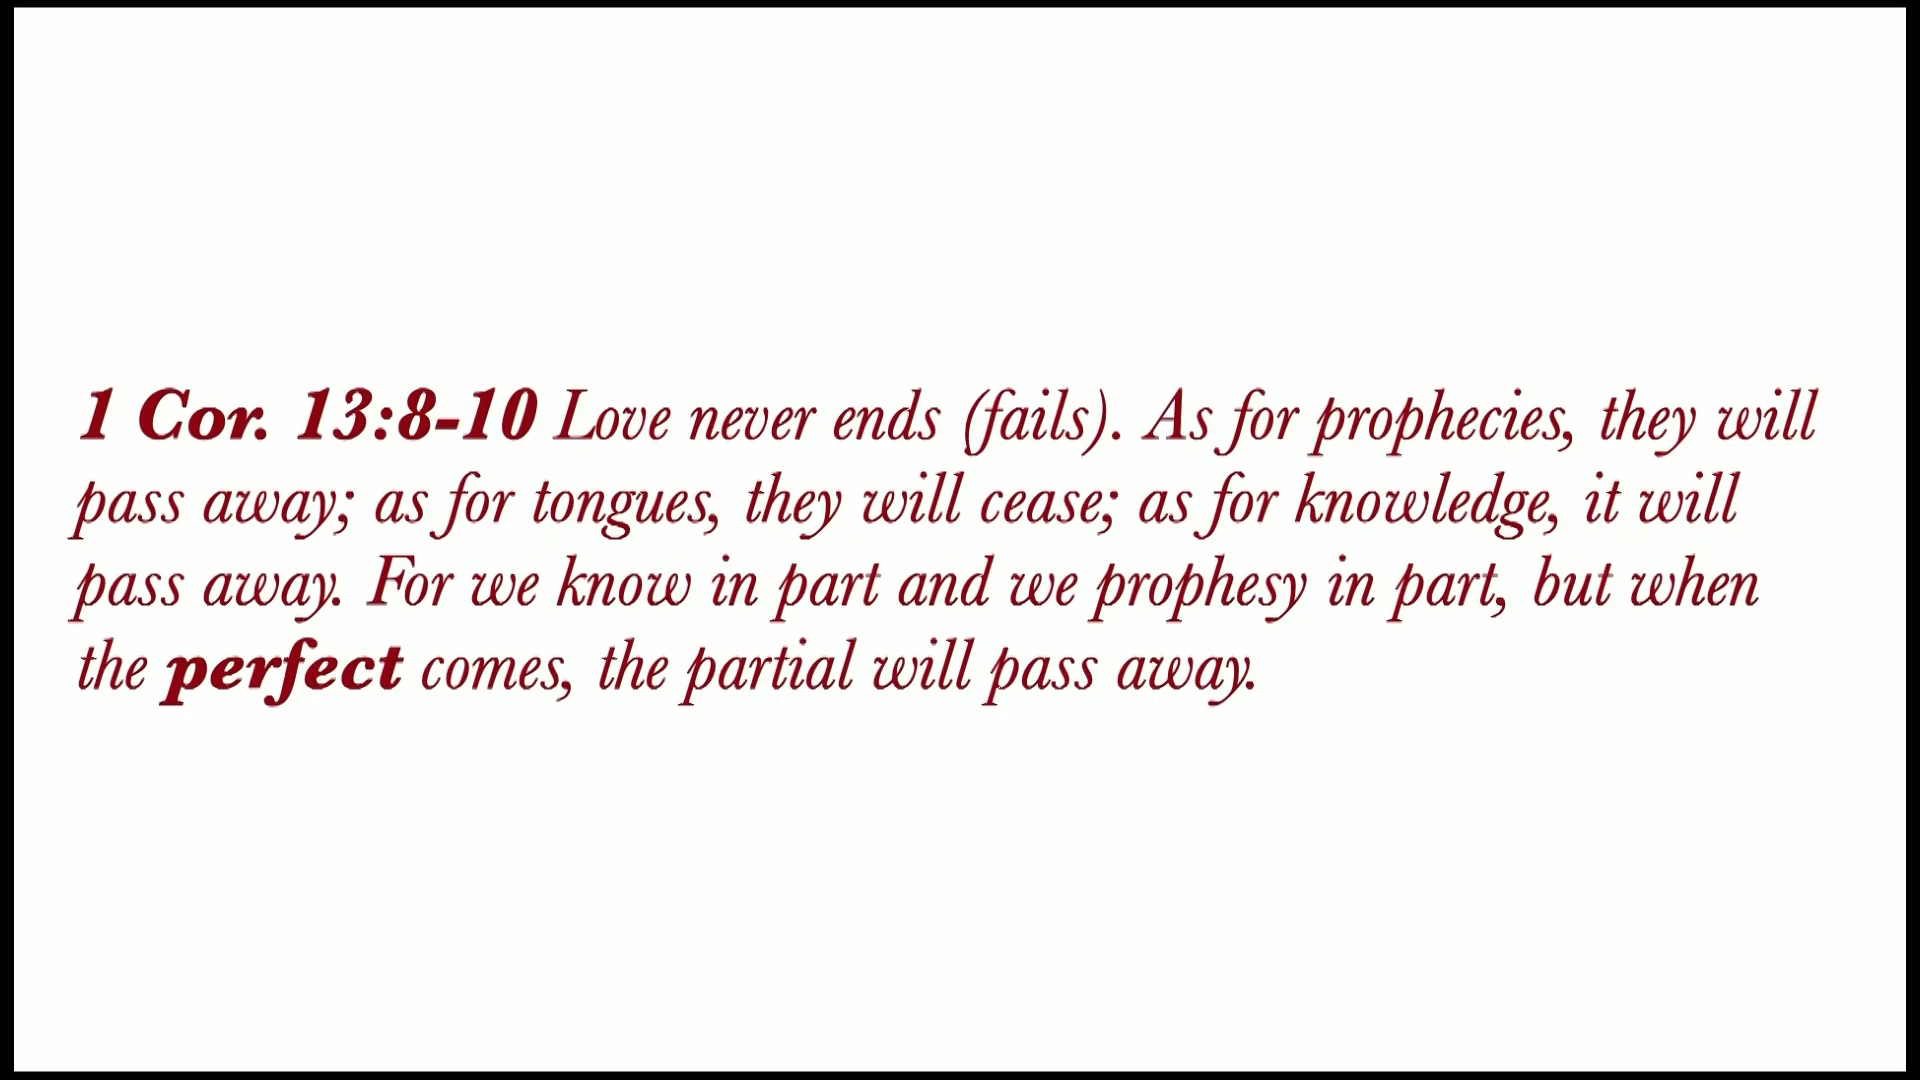 1 Cor. 13:8-10 Love never ends (fails). As for prophecies, they will
pass away; as for tongues, they will cease; as for knowledge, it will
pass away. For we know in part and we prophesy in part, but when
the perfect comes, the partial will pass away.